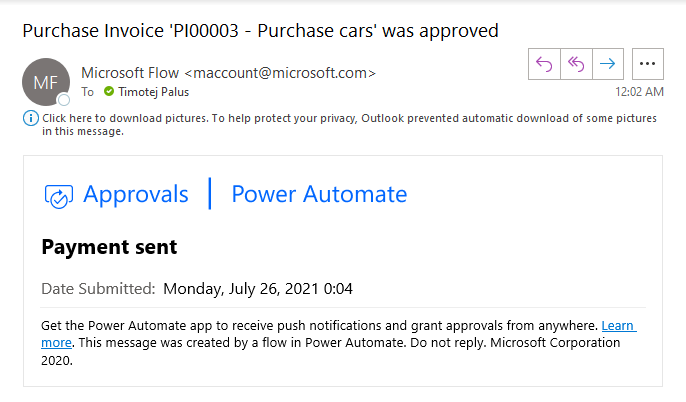 Purchase Invoice 'PI00003 - Purchase cars' was approved
MF
Microsoft Flow <maccount@microsoft.com>
To Timotej Palus
12:02 AM
Click here to download pictures. To help protect your privacy, Outlook prevented automatic download of some pictures
in this message.
Approvals | Power Automate
Payment sent
Date Submitted: Monday, July 26, 2021 0:04
Get the Power Automate app to receive push notifications and grant approvals from anywhere. Learn
more. This message was created by a flow in Power Automate. Do not reply. Microsoft Corporation
2020.